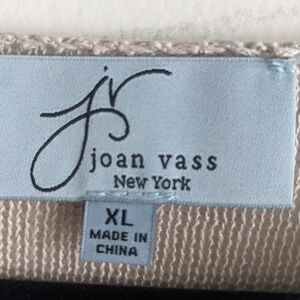 jv
joan vass
New York
XL
MADE IN
CHINA